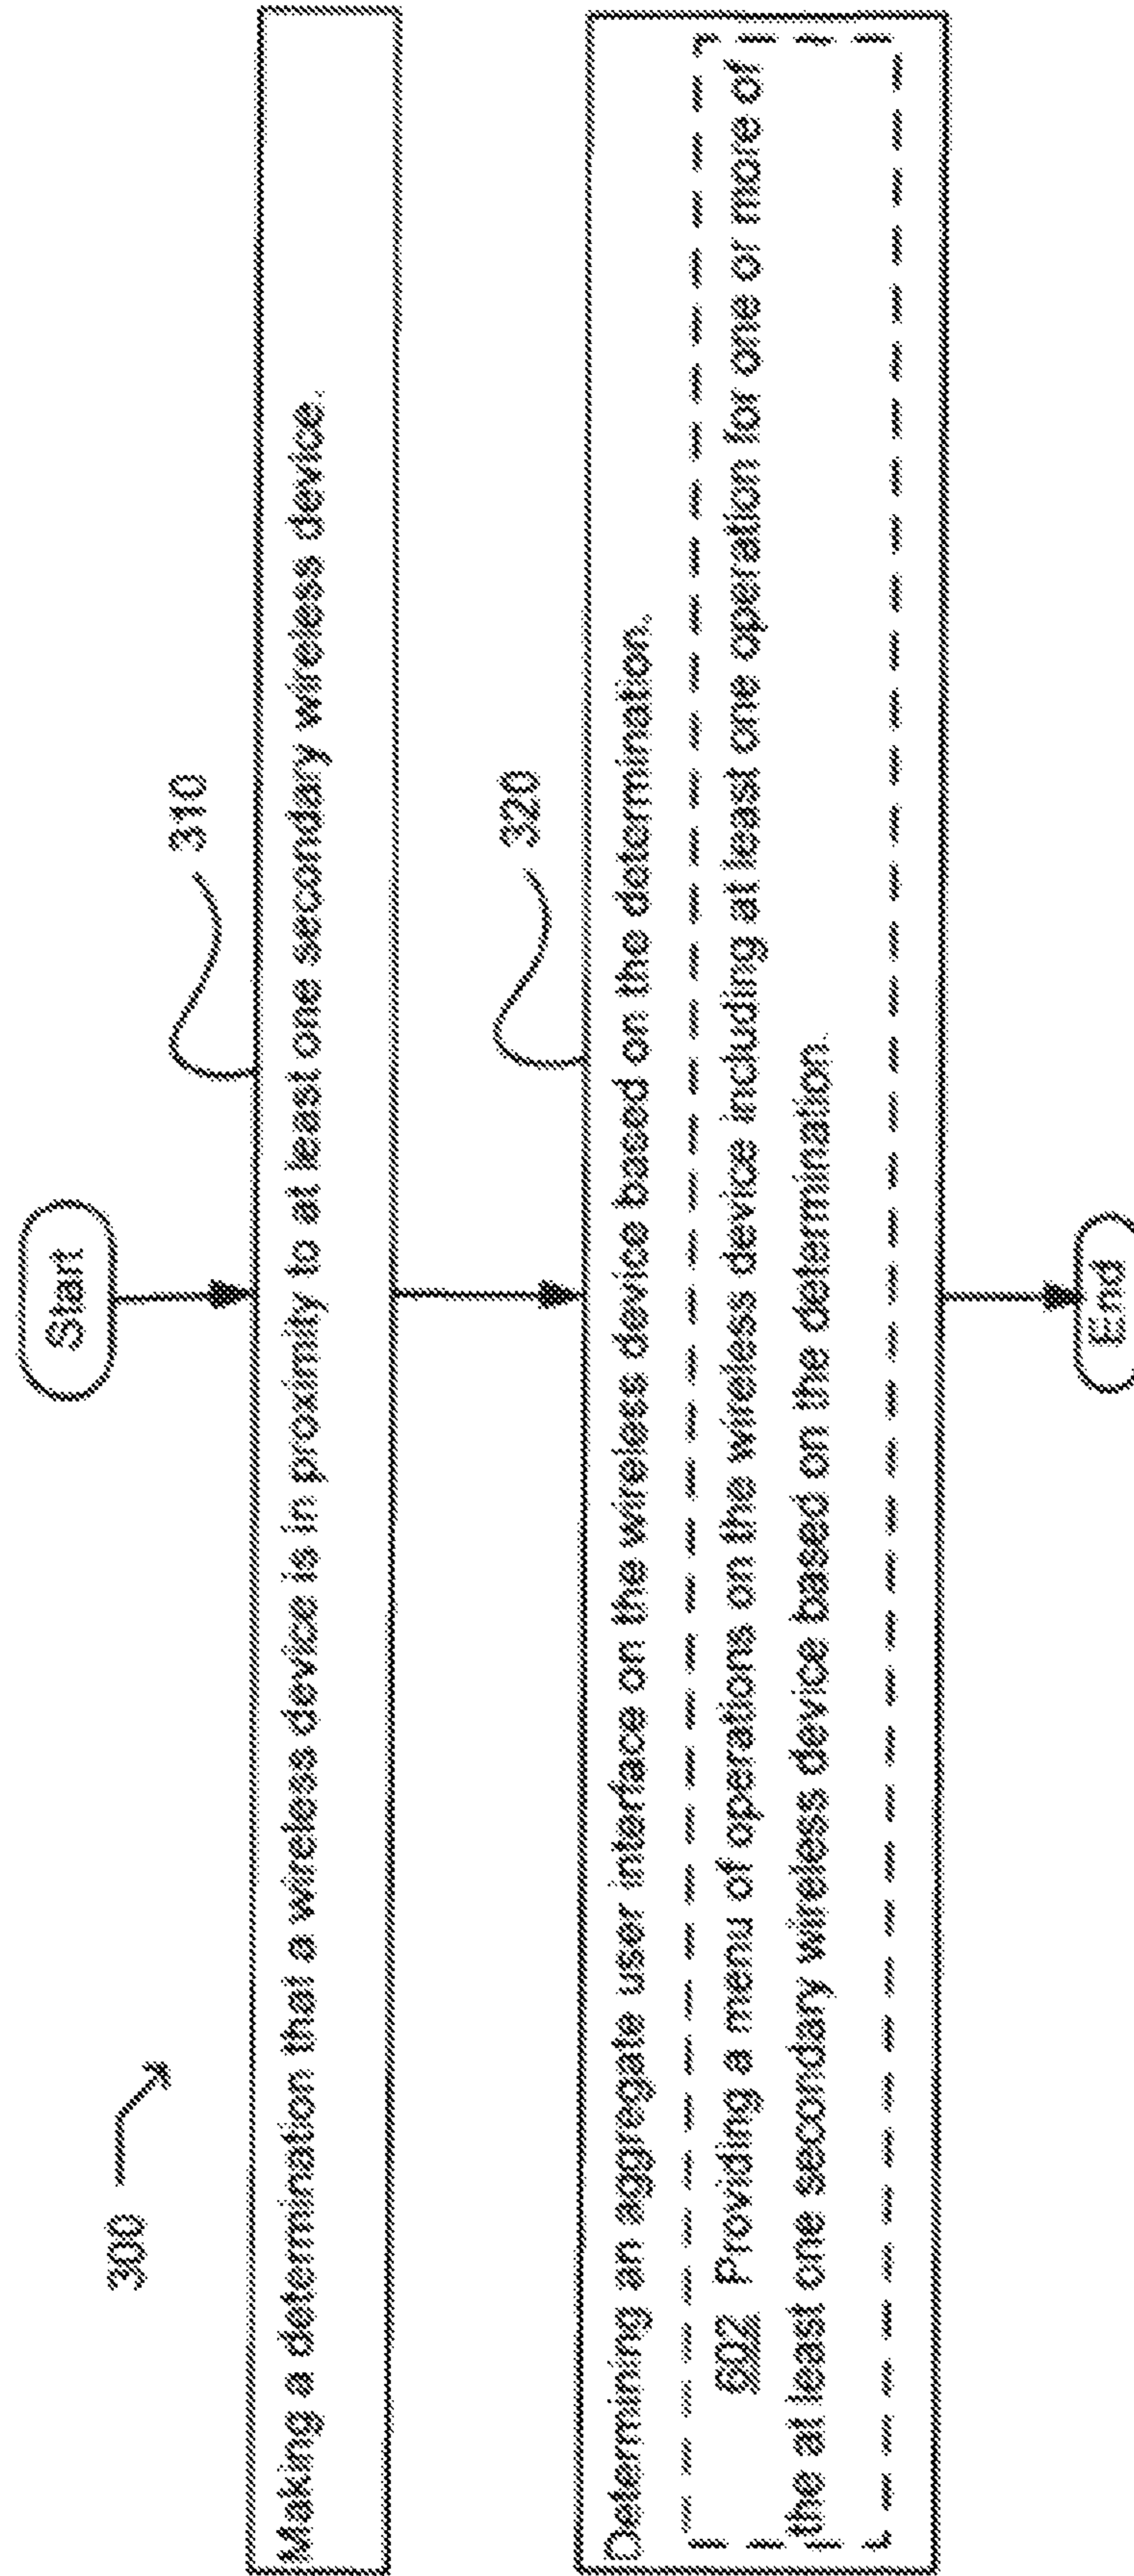 300
Start
310
Making a determination that a wireless device is in proximity to at least one secondary wireless device.
320
Determining an aggregate user interface on the wireless device based on the determination.
602 Providing a menu of operations on the wireless device including at least one operation for one or more of
the at least one secondary wireless device based on the determination.
End